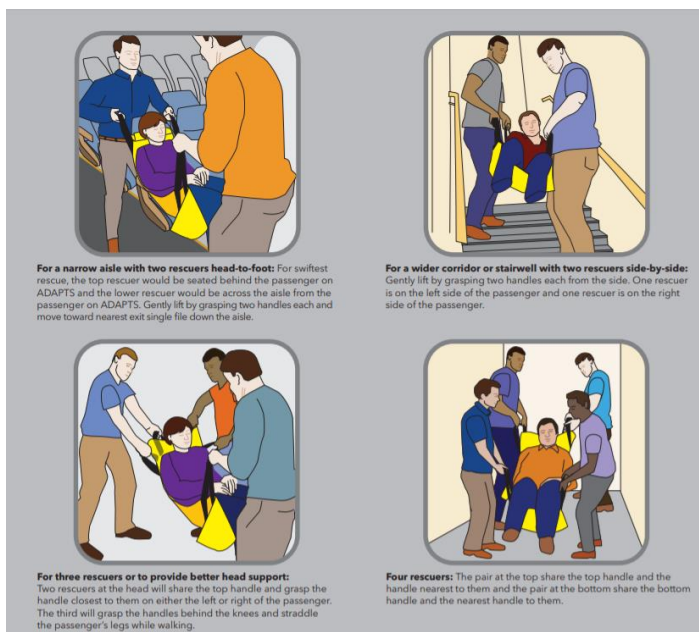 For a narrow aisle with two rescuers head-to-foot: For swiftest
rescue, the top rescuer would be seated behind the passenger on
ADAPTS and the lower rescuer would be across the aisle from the
passenger on ADAPTS. Gently lift by grasping two handles each and
move toward nearest exit single file down the aisle.
For a wider corridor or stairwell with two rescuers side-by-side:
Gently lift by grasping two handles each from the side. One rescuer
is on the left side of the passenger and one rescuer is on the right
side of the passenger.
For three rescuers or to provide better head support:
Two rescuers at the head will share the top handle and grasp the
handle closest to them on either the left or right of the passenger.
The third will grasp the handles behind the knees and straddle
the passenger's legs while walking.
Four rescuers: The pair at the top share the top handle and the
handle nearest to them and the pair at the bottom share the bottom
handle and the nearest handle to them.